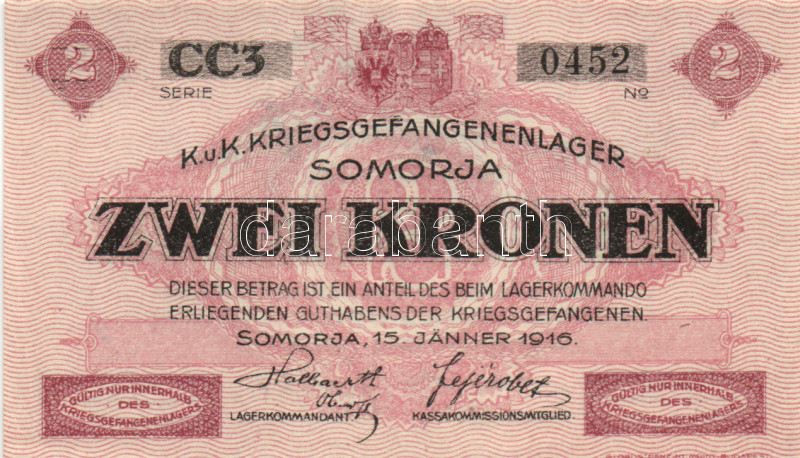 2 CC3 0452 2
SERIE No
K.u.K. KRIEGSGEFANGENENLAGER
SOMORJA
ZWEI KRONEN
darabanth
DIESER BETRAG IST EIN ANTEIL DES BEIM LAGERKOMMANDO
ERLIEGENDEN GUTHABENS DER KRIEGSGEFANGENEN.
SOMORJA, 15. JÄNNER 1916.
GÜLTIG NUR INNERHALB
DES
KRIEGSGEFANGENENLAGERS
LAGERKOMMANDANT KASSAKOMMISSIONSMITGLIED.
GÜLTIG NUR INNERHALB
DES
KRIEGSGEFANGENENLAGERS